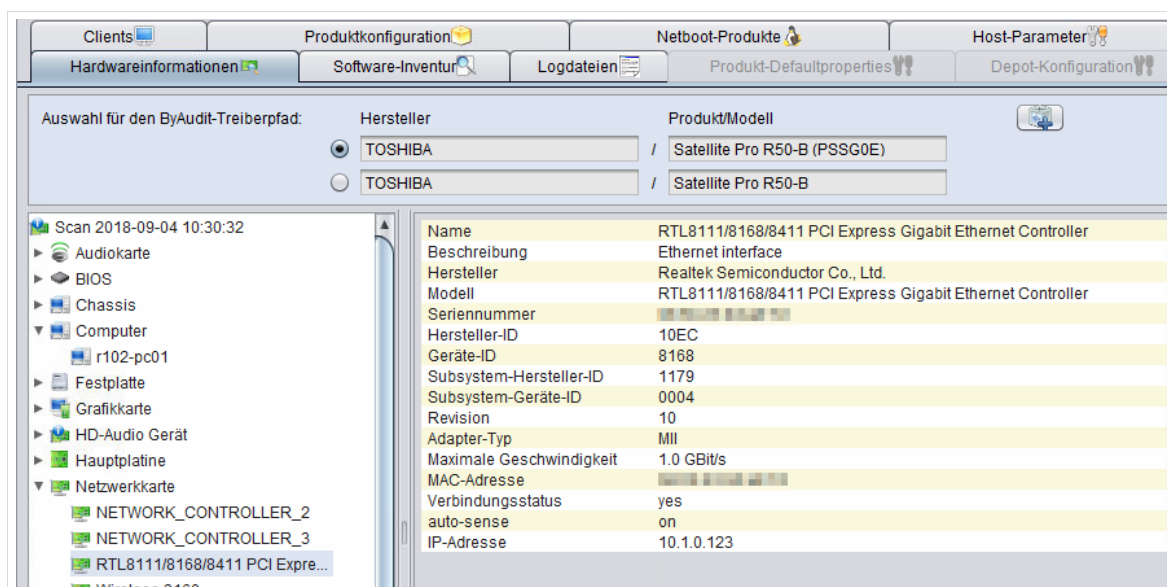 Clients Produktkonfiguration Netboot-Produkte Host-Parameter
Hardwareinformationen Software-Inventur Logdateien Produkt-Defaultproperties Depot-Konfiguration
Auswahl für den ByAudit-Treiberpfad: Hersteller Produkt/Modell
TOSHIBA / Satellite Pro R50-B (PSSG0E)
TOSHIBA / Satellite Pro R50-B
Scan 2018-09-04 10:30:32
Audiokarte
BIOS
Chassis
Computer
r102-pc01
Festplatte
Grafikkarte
HD-Audio Gerät
Hauptplatine
Netzwerkkarte
NETWORK_CONTROLLER_2
NETWORK_CONTROLLER_3
RTL8111/8168/8411 PCI Expre...
Name RTL8111/8168/8411 PCI Express Gigabit Ethernet Controller
Beschreibung Ethernet interface
Hersteller Realtek Semiconductor Co., Ltd.
Modell RTL8111/8168/8411 PCI Express Gigabit Ethernet Controller
Seriennummer
Hersteller-ID 10EC
Geräte-ID 8168
Subsystem-Hersteller-ID 1179
Subsystem-Geräte-ID 0004
Revision 10
Adapter-Typ MII
Maximale Geschwindigkeit 1.0 GBit/s
MAC-Adresse
Verbindungsstatus yes
auto-sense on
IP-Adresse 10.1.0.123